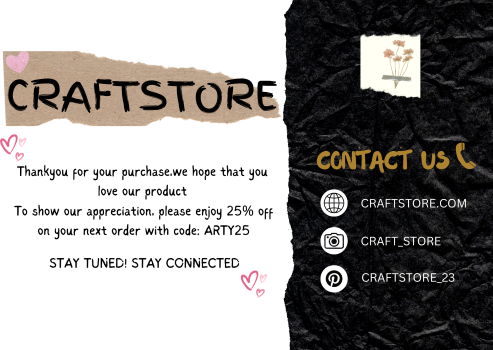 CRAFTSTORE
Thankyou for your purchase.we hope that you
love our product
To show our appreciation, please enjoy 25% off
on your next order with code: ARTY25
STAY TUNED! STAY CONNECTED
CONTACT US
CRAFTSTORE.COM
CRAFT_STORE
CRAFTSTORE_23